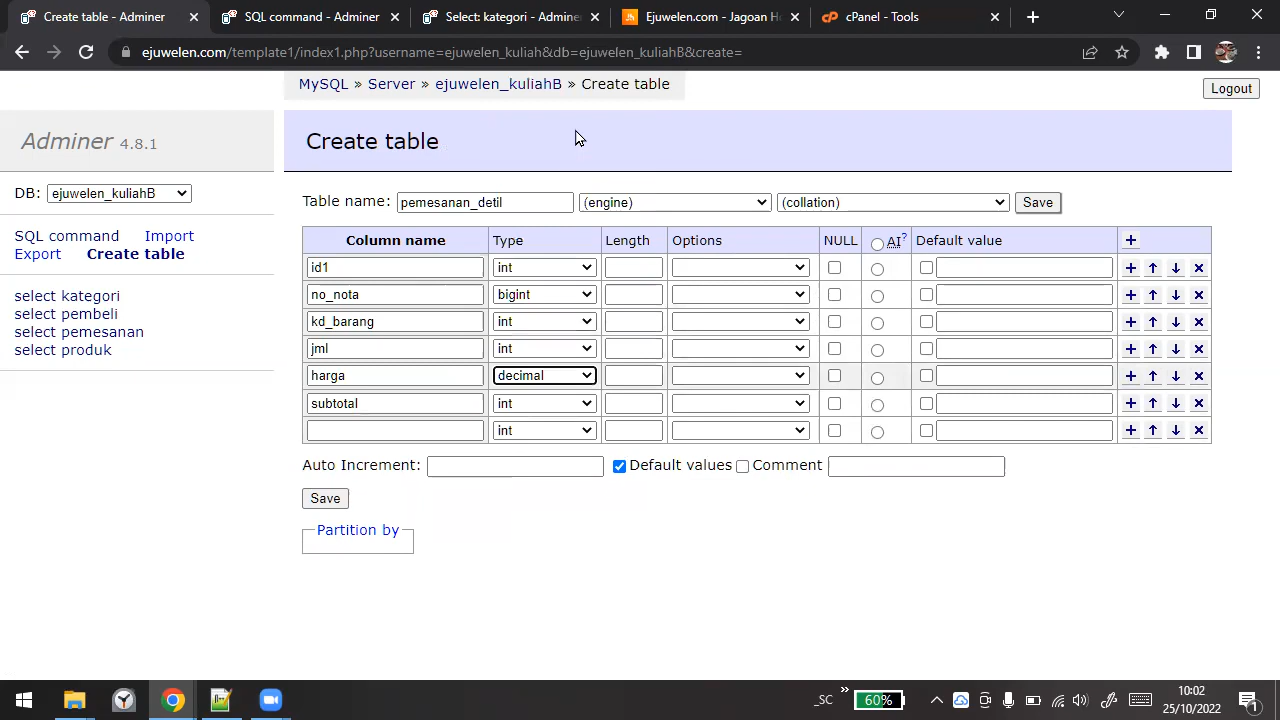 Create table - Adminer
SQL command - Adminer
Select: kategori - Adminer
Ejuwelen.com - Jagoan H
cPanel - Tools
ejuwelen.com/template1/index1.php?username=ejuwelen_kuliah&db=ejuwelen_kuliahB&create=
MySQL » Server » ejuwelen_kuliahB » Create table
Logout
Adminer 4.8.1
Create table
DB: ejuwelen_kuliahB
Table name: pemesanan_detil (engine) (collation) Save
SQL command Import
Export Create table
select kategori
select pembeli
select pemesanan
select produk
Column name Type Length Options NULL AI? Default value
id1 int
no_nota bigint
kd_barang int
jml int
harga decimal
subtotal int
int
Auto Increment: Default values Comment
Save
Partition by
_SC
60%
10:02
25/10/2022
1